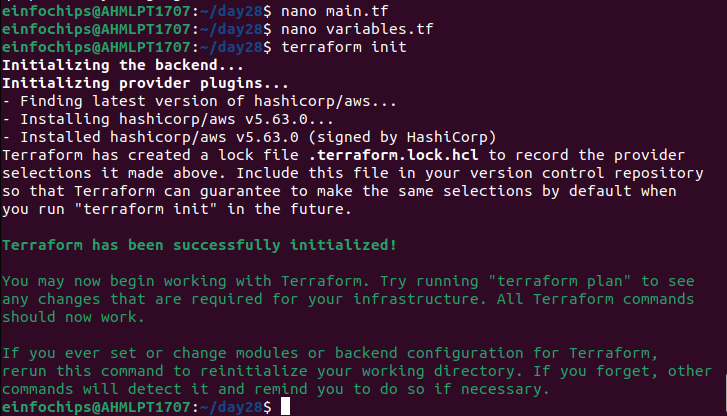 einfochips@AHMLPT1707:~/day28$ nano main.tf
einfochips@AHMLPT1707:~/day28$ nano variables.tf
einfochips@AHMLPT1707:~/day28$ terraform init
Initializing the backend...
Initializing provider plugins...
- Finding latest version of hashicorp/aws...
- Installing hashicorp/aws v5.63.0...
- Installed hashicorp/aws v5.63.0 (signed by HashiCorp)
Terraform has created a lock file .terraform.lock.hcl to record the provider
selections it made above. Include this file in your version control repository
so that Terraform can guarantee to make the same selections by default when
you run "terraform init" in the future.
Terraform has been successfully initialized!
You may now begin working with Terraform. Try running "terraform plan" to see
any changes that are required for your infrastructure. All Terraform commands
should now work.
If you ever set or change modules or backend configuration for Terraform,
rerun this command to reinitialize your working directory. If you forget, other
commands will detect it and remind you to do so if necessary.
einfochips@AHMLPT1707:~/day28$